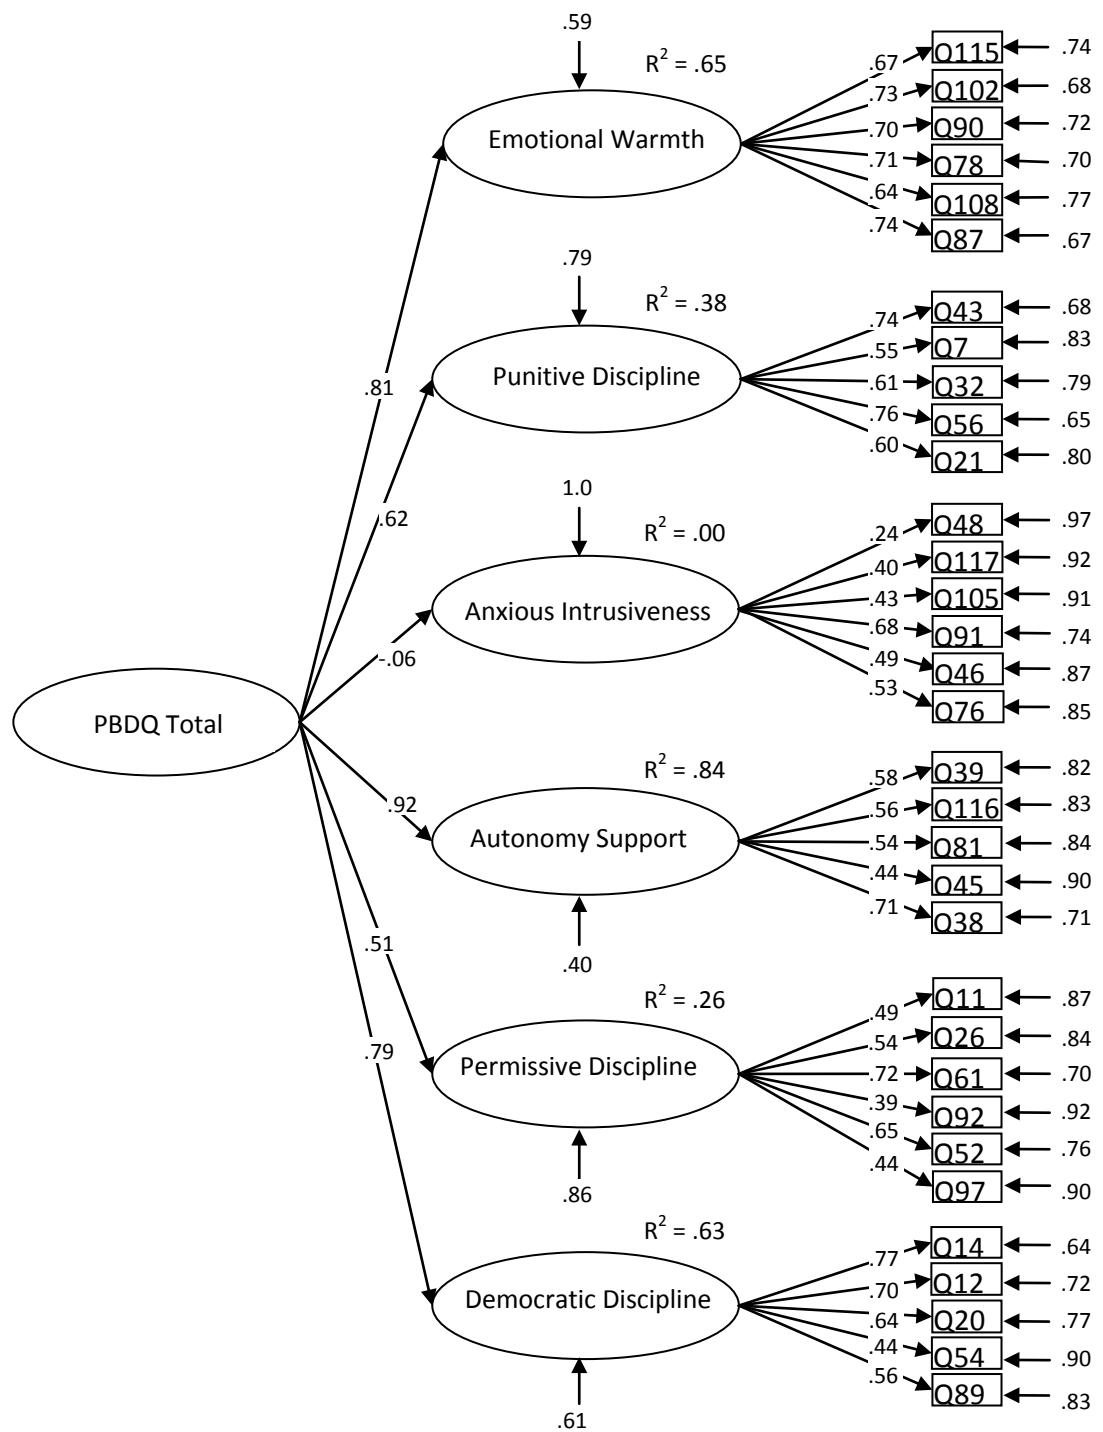 .59
R² = .65
Emotional Warmth
.67 Q115 .74
.73 Q102 .68
.70 Q90 .72
.71 Q78 .70
.64 Q108 .77
.74 Q87 .67
.81
.79
R² = .38
Punitive Discipline
.74 Q43 .68
.55 Q7 .83
.61 Q32 .79
.76 Q56 .65
.60 Q21 .80
.62
1.0
R² = .00
Anxious Intrusiveness
.24 Q48 .97
.40 Q117 .92
.43 Q105 .91
.68 Q91 .74
.49 Q46 .87
.53 Q76 .85
-.06
PBDQ Total
R² = .84
Autonomy Support
.58 Q39 .82
.56 Q116 .83
.54 Q81 .84
.44 Q45 .90
.71 Q38 .71
.92
.40
R² = .26
Permissive Discipline
.49 Q11 .87
.54 Q26 .84
.72 Q61 .70
.39 Q92 .92
.65 Q52 .76
.44 Q97 .90
.51
.86
R² = .63
Democratic Discipline
.77 Q14 .64
.70 Q12 .72
.64 Q20 .77
.44 Q54 .90
.56 Q89 .83
.79
.61